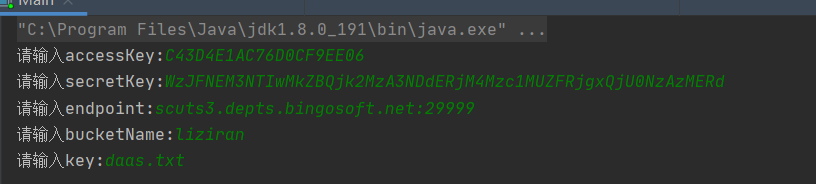 Main
"C:\Program Files\Java\jdk1.8.0_191\bin\java.exe" ...
请输入accessKey:C43D4E1AC76D0CF9EE06
请输入secretKey:WzJFNEM3NTIwMkZBQjk2MzA3NDdERjM4Mzc1MUZFRjgxQjU0NzAzMERd
请输入endpoint:scuts3.depts.bingosoft.net:29999
请输入bucketName:liziran
请输入key:daas.txt